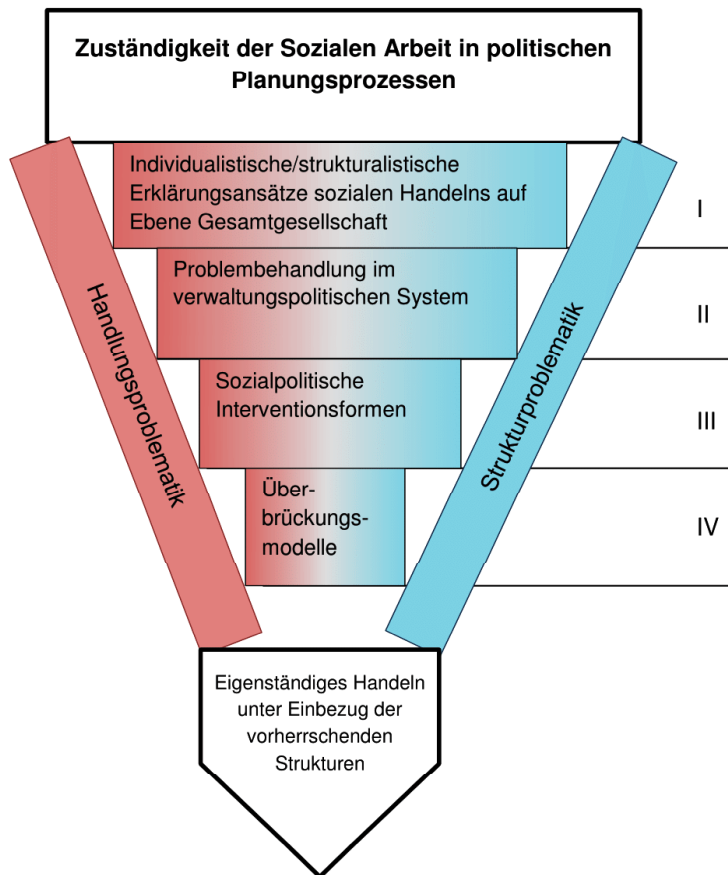 Zuständigkeit der Sozialen Arbeit in politischen
Planungsprozessen
Individualistische/strukturalistische
Erklärungsansätze sozialen Handelns auf
Ebene Gesamtgesellschaft
I
Problembehandlung im
verwaltungspolitischen System
II
Handlungsproblematik
Strukturproblematik
Sozialpolitische
Interventionsformen
III
Über-
brückungs-
modelle
IV
Eigenständiges Handeln
unter Einbezug der
vorherrschenden
Strukturen